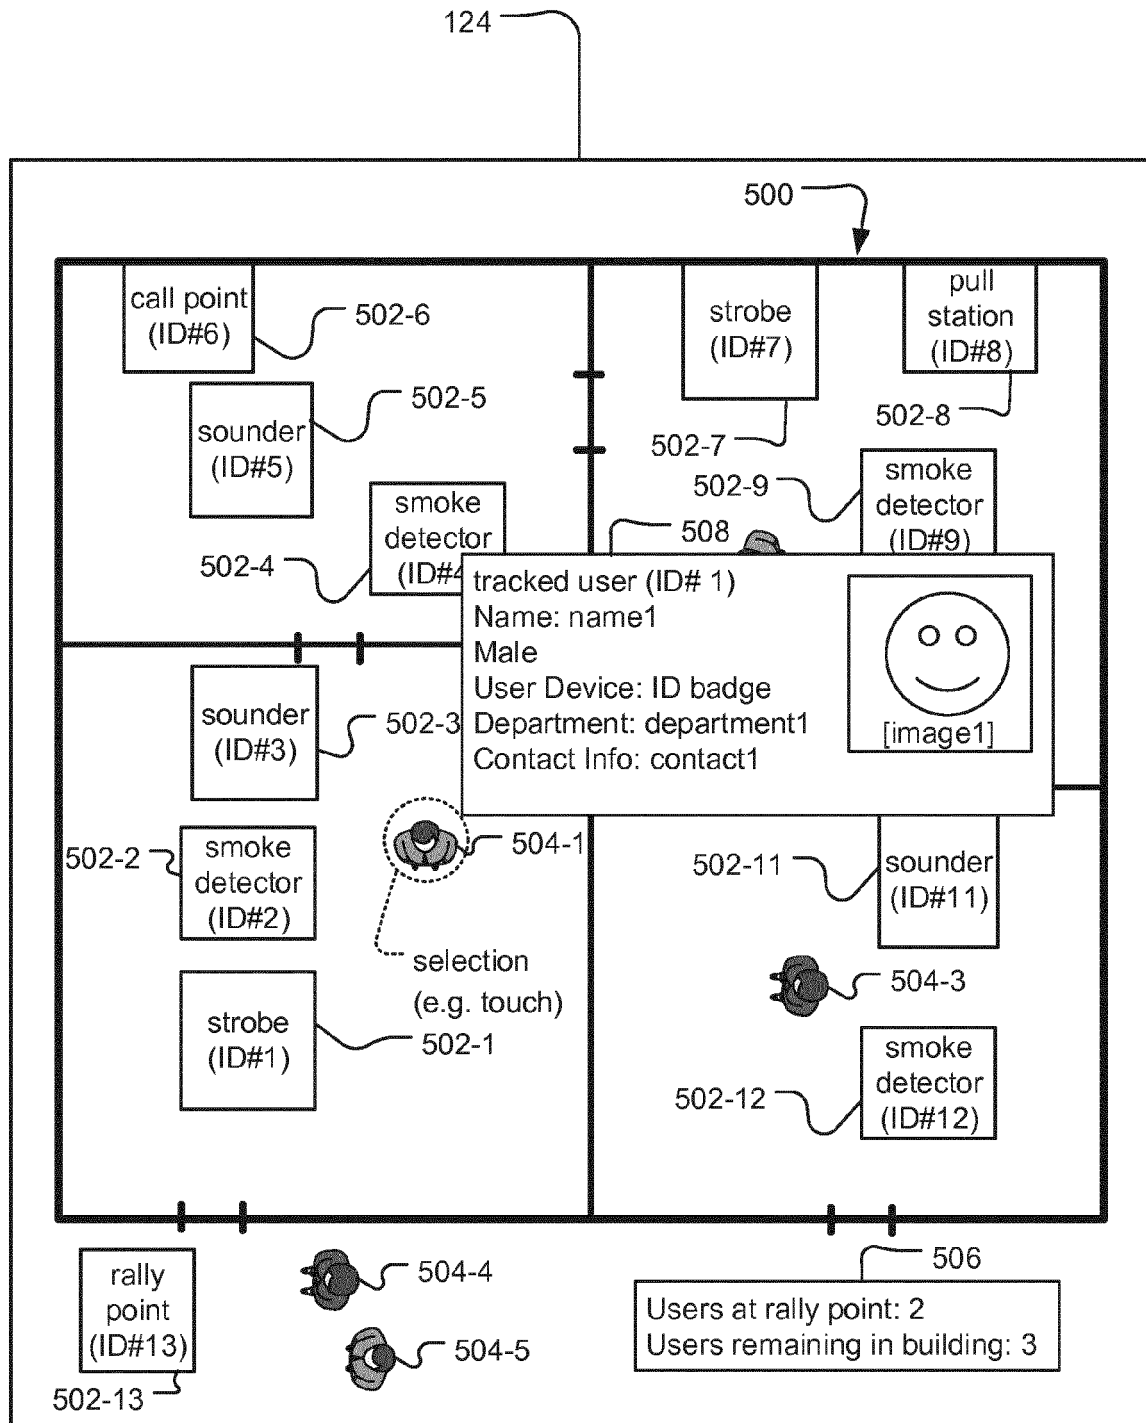 124
500
call point
(ID#6)
502-6
strobe
(ID#7)
pull
station
(ID#8)
502-5
sounder
(ID#5)
502-7
502-8
502-9
smoke
detector
(ID#9)
smoke
detector
(ID#4
502-4
508
tracked user (ID# 1)
Name: name1
Male
User Device: ID badge
Department: department1
Contact Info: contact1
[image1]
sounder
(ID#3)
502-3
502-2
smoke
detector
(ID#2)
504-1
502-11
sounder
(ID#11)
selection
(e.g. touch)
504-3
strobe
(ID#1)
502-1
smoke
detector
(ID#12)
502-12
rally
point
(ID#13)
502-13
504-4
504-5
506
Users at rally point: 2
Users remaining in building: 3